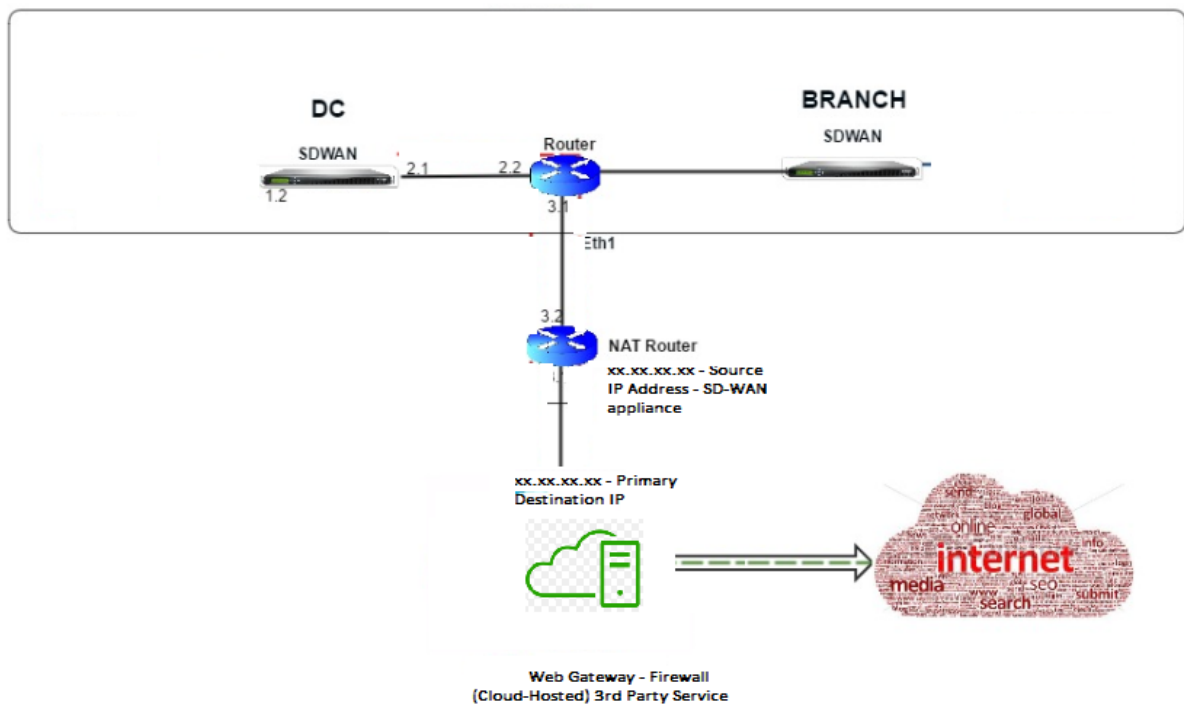 DC
BRANCH
SDWAN
SDWAN
Router
2.1
2.2
1.2
3.1
Eth1
3.2
NAT Router
xx.xx.xx.xx - Source
IP Address - SD-WAN
appliance
xx.xx.xx.xx - Primary
Destination IP
send
global
online
info
internet
media
seo
submit
www
search
Web Gateway - Firewall
(Cloud-Hosted) 3rd Party Service